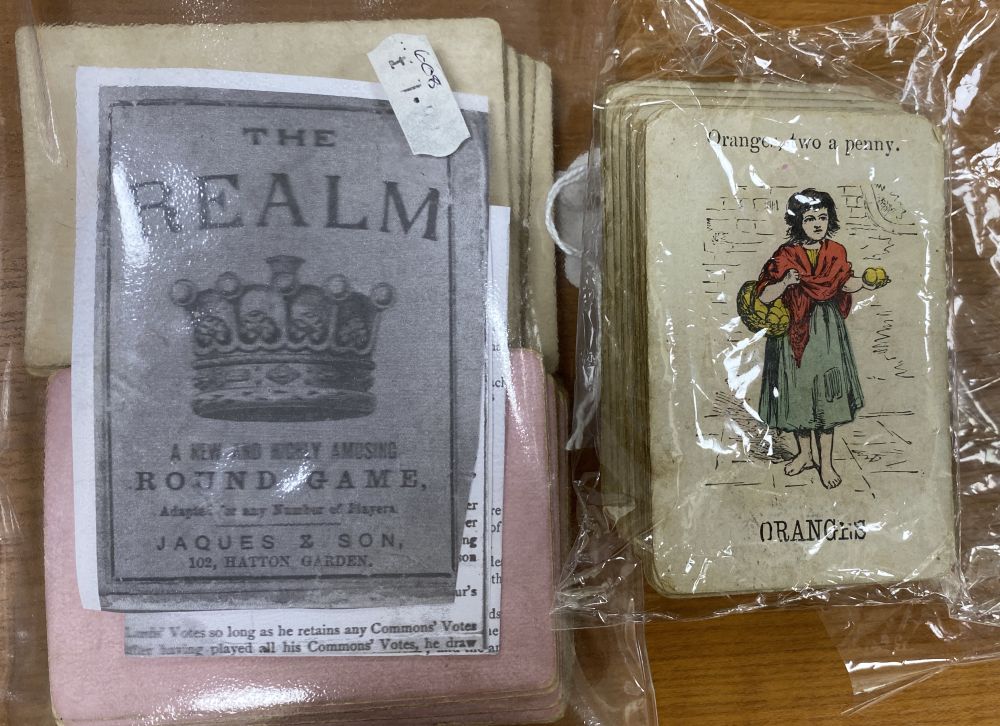 THE
REALM
A NEW AND HIGHLY AMUSING
ROUND GAME,
Adapted for any Number of Players.
JAQUES & SON,
102, HATTON GARDEN.
Lords' Votes so long as he retains any Commons' Votes
after having played all his Commons' Votes, he draw
Oranges, two a penny.
ORANGES